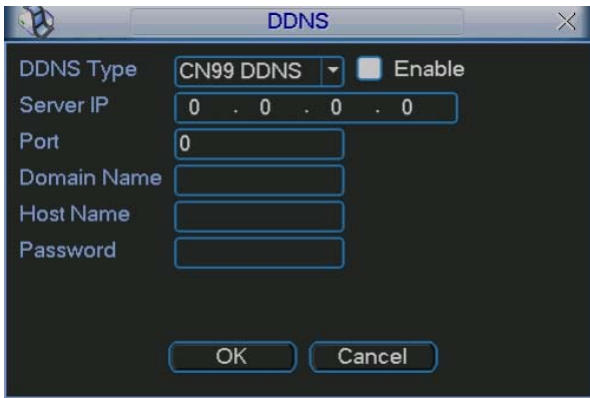 DDNS
DDNS Type CN99 DDNS Enable
Server IP 0 . 0 . 0 . 0
Port 0
Domain Name
Host Name
Password
OK Cancel